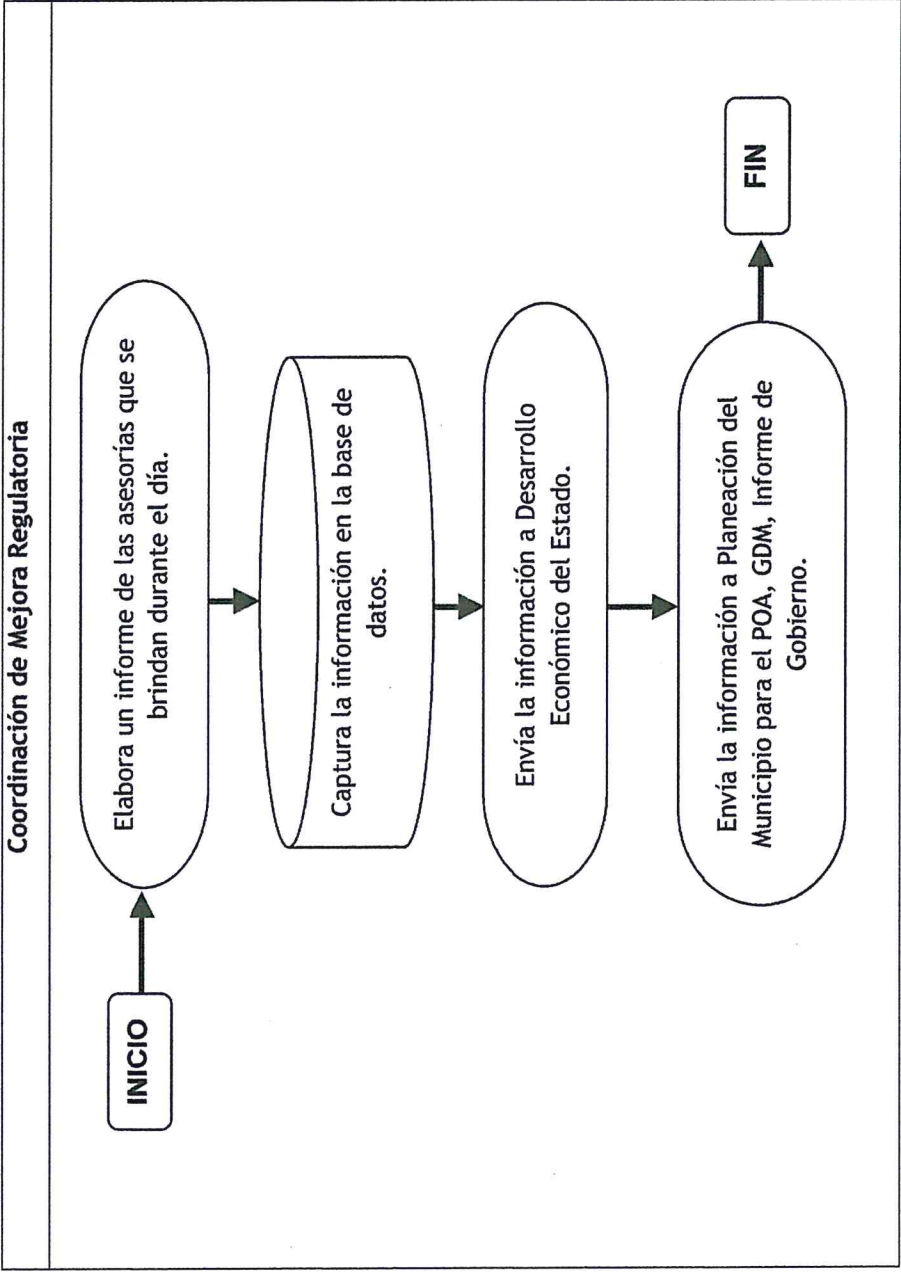 Coordinación de Mejora Regulatoria
INICIO
Elabora un informe de las asesorías que se
brindan durante el día.
Captura la información en la base de
datos.
Envía la información a Desarrollo
Económico del Estado.
Envía la información a Planeación del
Municipio para el POA, GDM, Informe de
Gobierno.
FIN